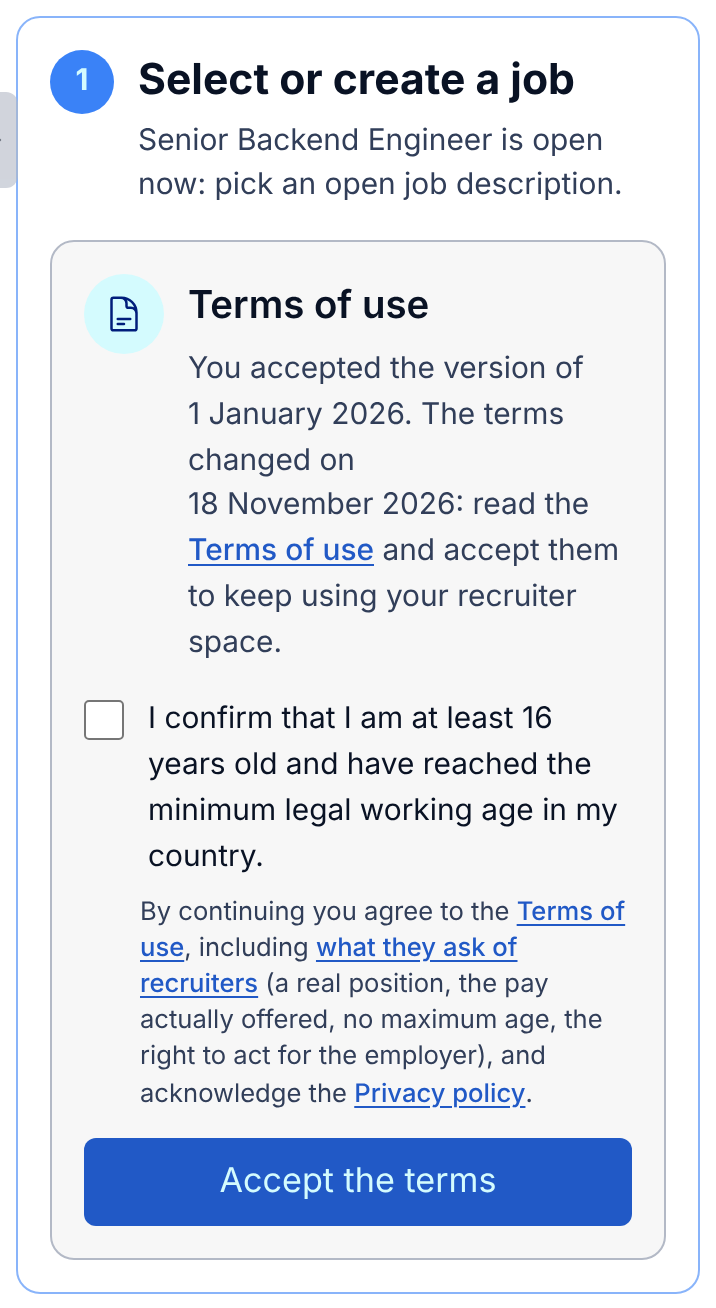 1
Select or create a job
Senior Backend Engineer is open
now: pick an open job description.
Terms of use
You accepted the version of
1 January 2026. The terms
changed on
18 November 2026: read the
Terms of use and accept them
to keep using your recruiter
space.
I confirm that I am at least 16
years old and have reached the
minimum legal working age in my
country.
By continuing you agree to the Terms of
use, including what they ask of
recruiters (a real position, the pay
actually offered, no maximum age, the
right to act for the employer), and
acknowledge the Privacy policy.
Accept the terms